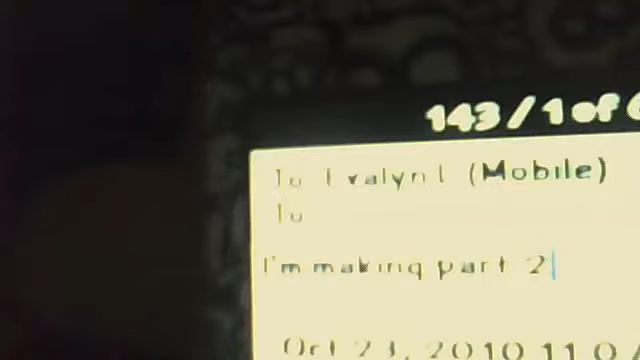 143/1 of
To Evalyn L (Mobile)
To
I'm making part 2
Oct 23, 2010 11:0